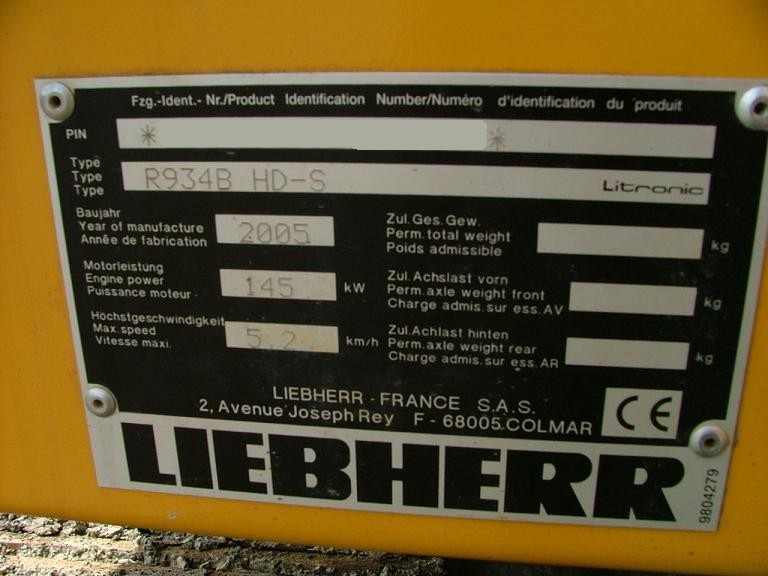 Fzg.-Ident.- Nr./Product Identification Number/Numéro d'identification du produit
PIN * *
Type
Type R934B HD-S Litronic
Type
Baujahr
Year of manufacture 2005
Année de fabrication
Zul.Ges.Gew.
Perm.total weight kg
Poids admissible
Motorleistung
Engine power 145 kW
Puissance moteur
Zul.Achslast vorn
Perm.axle weight front kg
Charge admis.sur ess.AV
Höchstgeschwindigkeit
Max.speed 5,2 km/h
Vitesse maxi.
Zul.Achlast hinten
Perm.axle weight rear kg
Charge admis.sur ess.AR
LIEBHERR - FRANCE S.A.S.
2, Avenue Joseph Rey F - 68005 COLMAR
CE
LIEBHERR
9804279